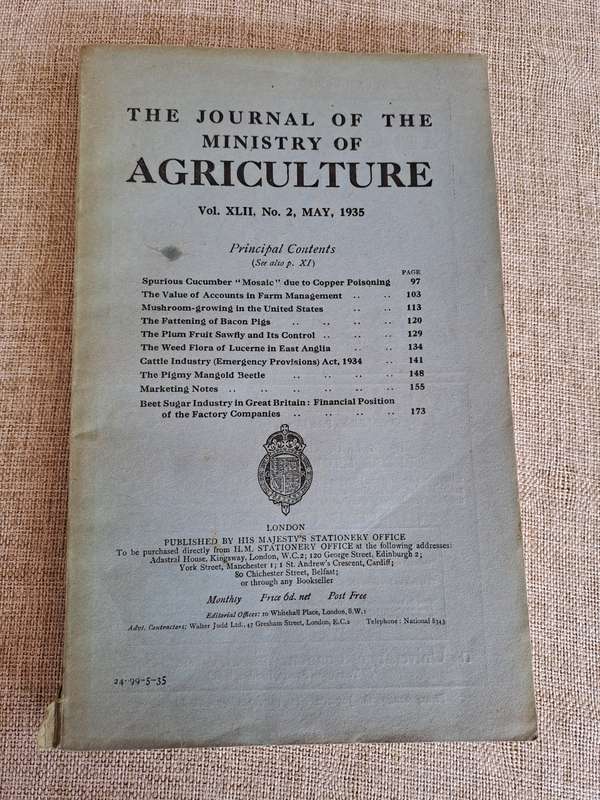 THE JOURNAL OF THE
MINISTRY OF
AGRICULTURE
Vol. XLII, No. 2, MAY, 1935
Principal Contents
(See also p. XI)
PAGE
Spurious Cucumber "Mosaic" due to Copper Poisoning 97
The Value of Accounts in Farm Management .. .. 103
Mushroom-growing in the United States .. .. 113
The Fattening of Bacon Pigs .. .. .. .. 120
The Plum Fruit Sawfly and Its Control .. .. .. 129
The Weed Flora of Lucerne in East Anglia .. .. 134
Cattle Industry (Emergency Provisions) Act, 1934 .. 141
The Pigmy Mangold Beetle .. .. .. .. 148
Marketing Notes .. .. .. .. .. .. 155
Beet Sugar Industry in Great Britain: Financial Position
of the Factory Companies .. .. .. .. 173
LONDON
PUBLISHED BY HIS MAJESTY'S STATIONERY OFFICE
To be purchased directly from H.M. STATIONERY OFFICE at the following addresses:
Adastral House, Kingsway, London, W.C.2; 120 George Street, Edinburgh 2;
York Street, Manchester 1; 1 St. Andrew's Crescent, Cardiff;
80 Chichester Street, Belfast;
or through any Bookseller
Monthly Price 6d. net Post Free
Editorial Offices: 10 Whitehall Place, London, S.W.1
Advt. Contractors; Walter Judd Ltd., 47 Gresham Street, London, E.C.2 Telephone: National 8343
24-99-5-35